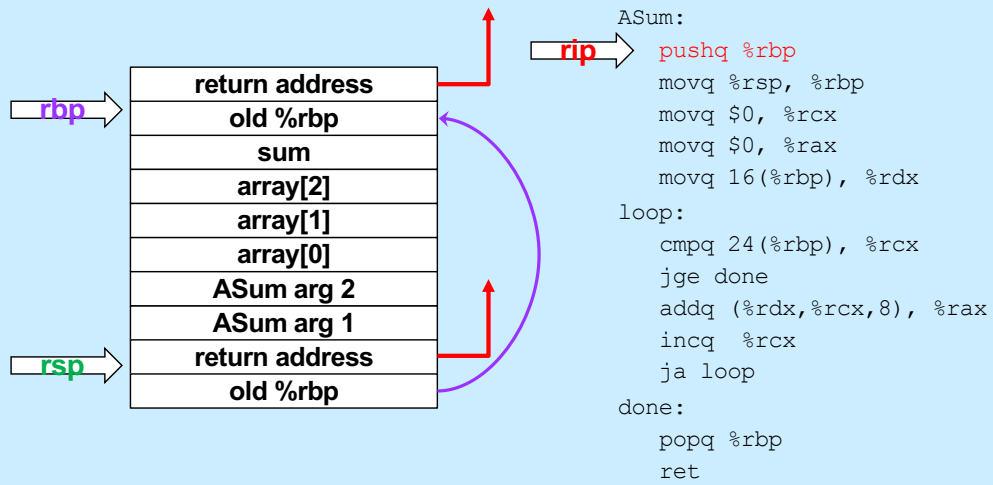 return address
old %rbp
sum
array[2]
array[1]
array[0]
ASum arg 2
ASum arg 1
return address
old %rbp
rbp
rsp
rip
ASum:
pushq %rbp
movq %rsp, %rbp
movq $0, %rcx
movq $0, %rax
movq 16(%rbp), %rdx
loop:
cmpq 24(%rbp), %rcx
jge done
addq (%rdx,%rcx,8), %rax
incq  %rcx
ja loop
done:
popq %rbp
ret